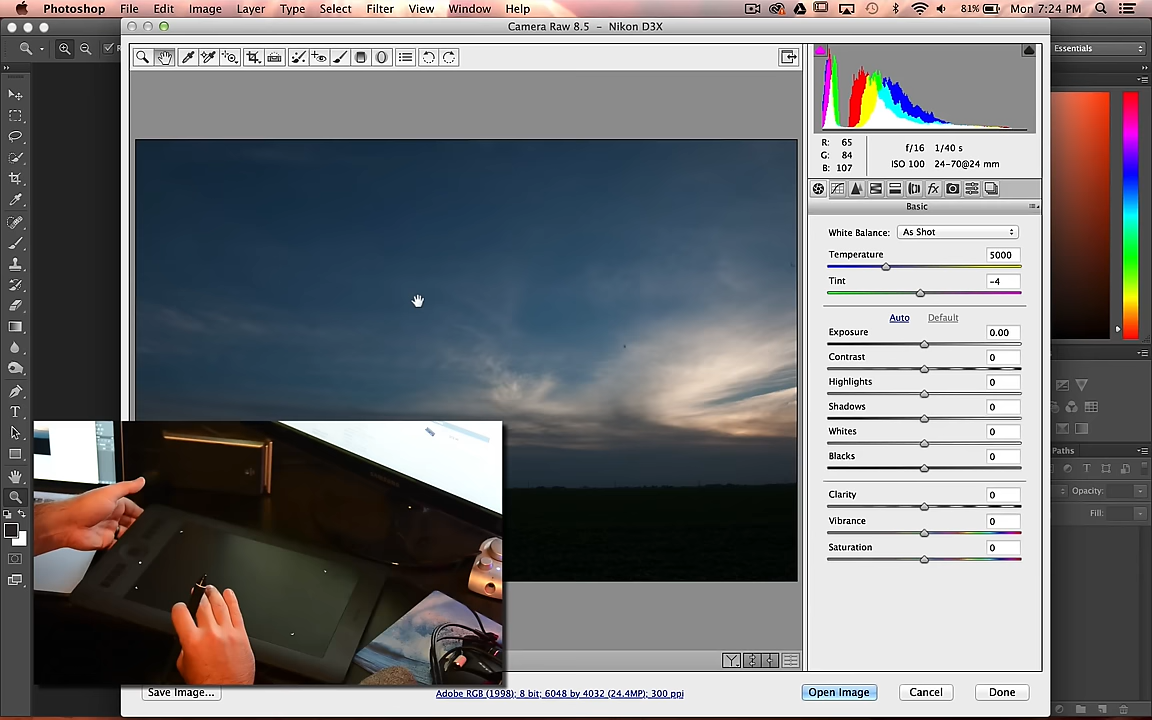 Photoshop File Edit Image Layer Type Select Filter View Window Help 81% Mon 7:24 PM
Camera Raw 8.5 – Nikon D3X
Essentials
R: 65
G: 84
B: 107
f/16 1/40 s
ISO 100 24-70@24 mm
Basic
White Balance: As Shot
Temperature 5000
Tint -4
Auto Default
Exposure 0.00
Contrast 0
Highlights 0
Shadows 0
Whites 0
Blacks 0
Clarity 0
Vibrance 0
Saturation 0
Paths
Opacity:
Fill:
Save Image...
Adobe RGB (1998); 8 bit; 6048 by 4032 (24.4MP); 300 ppi
Open Image Cancel Done